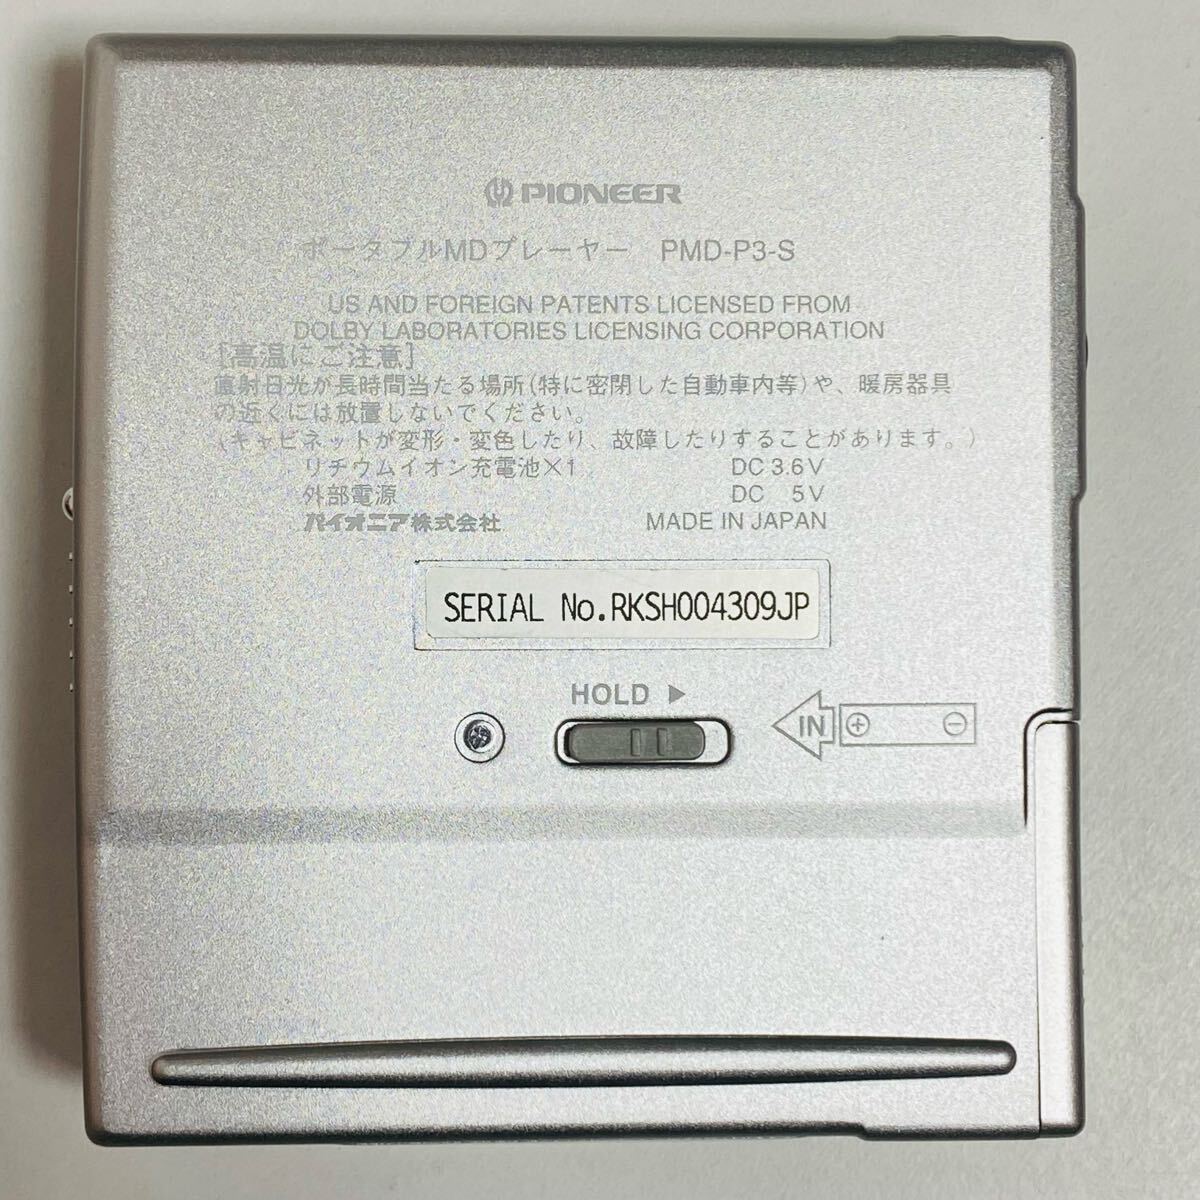 PIONEER
ポータブルMDプレーヤー PMD-P3-S
US AND FOREIGN PATENTS LICENSED FROM
DOLBY LABORATORIES LICENSING CORPORATION
[高温にご注意]
直射日光が長時間当たる場所(特に密閉した自動車内等)や、暖房器具
の近くには放置しないでください。
(キャビネットが変形・変色したり、故障したりすることがあります。)
リチウムイオン充電池×1 DC 3.6V
外部電源 DC 5V
パイオニア株式会社 MADE IN JAPAN
SERIAL No.RKSH004309JP
HOLD ▶
IN ⊕ ⊖